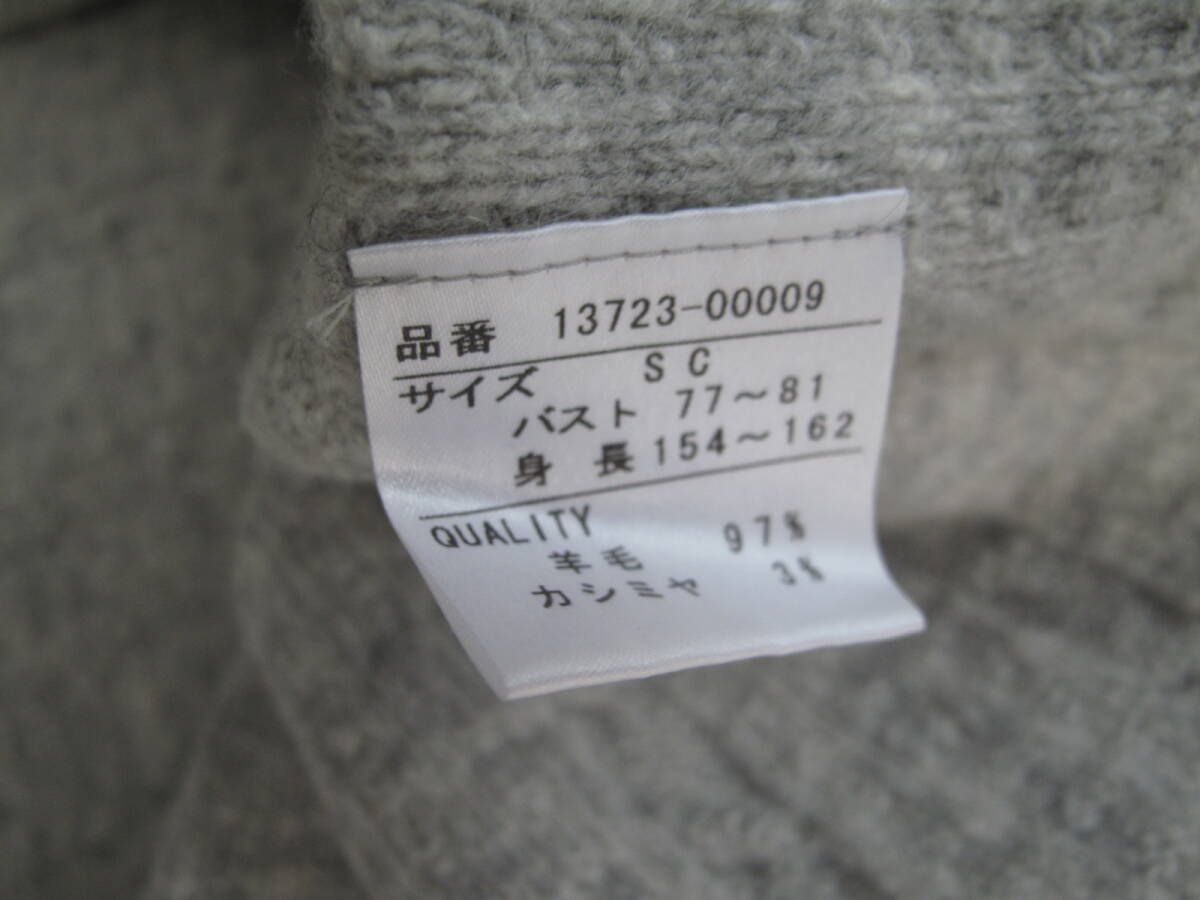 品番 13723-00009
サイズ SC
バスト 77～81
身長 154～162
QUALITY
羊毛 97%
カシミヤ 3%